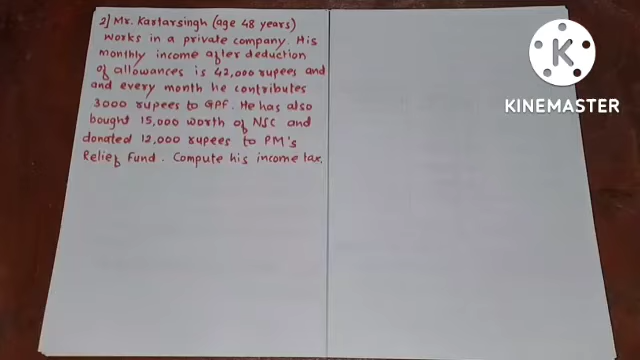 2] Mr. Kartarsingh (age 48 years)
works in a private company. His
monthly income after deduction
of allowances is 42,000 rupees and
and every month he contributes
3000 rupees to GPF. He has also
bought 15,000 worth of NSC and
donated 12,000 rupees to PM's
Relief Fund. Compute his income tax.
K
KINEMASTER